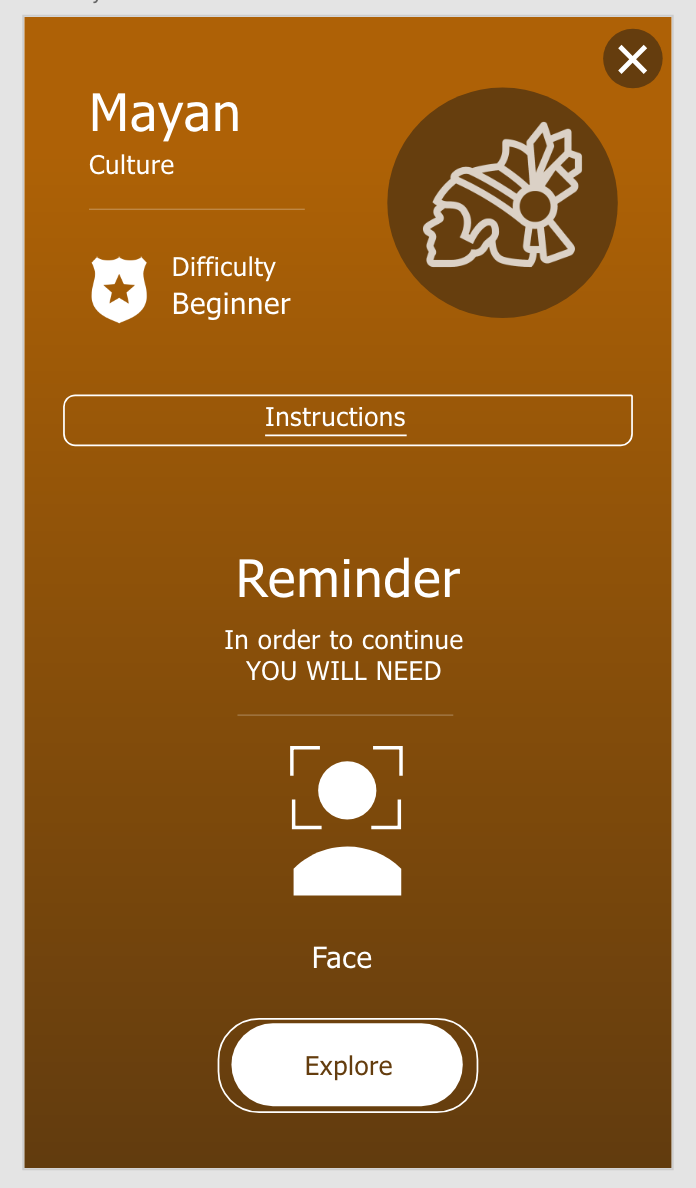 Mayan
Culture
Difficulty
Beginner
Instructions
Reminder
In order to continue
YOU WILL NEED
Face
Explore